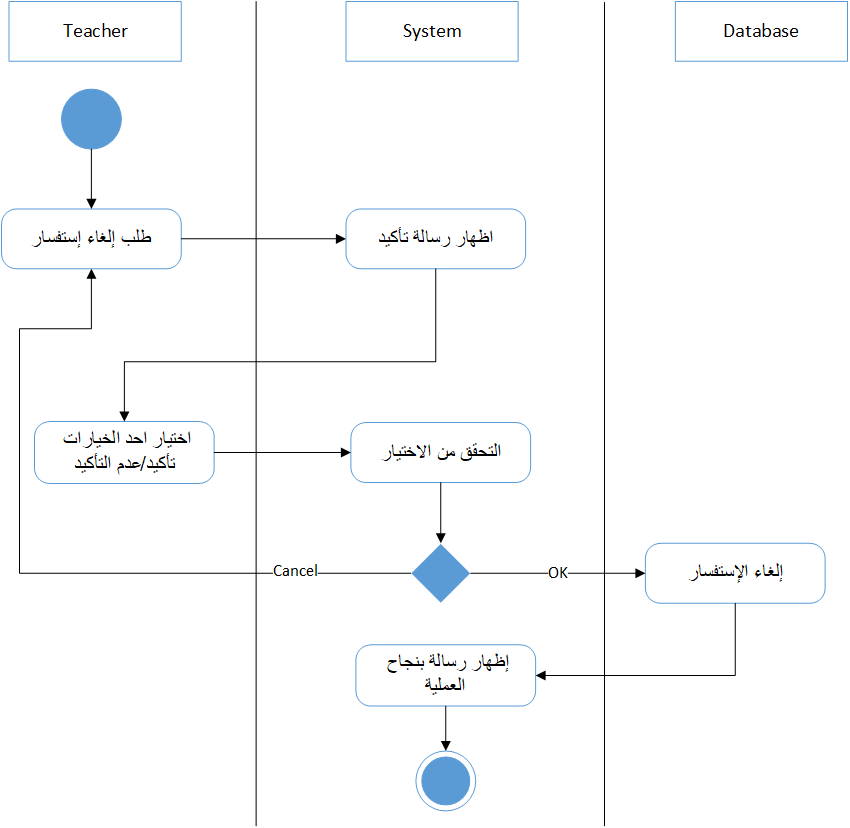 Teacher
System
Database
طلب إلغاء إستفسار
اظهار رسالة تأكيد
اختيار احد الخيارات
تأكيد/عدم التأكيد
التحقق من الاختيار
Cancel
OK
إلغاء الإستفسار
إظهار رسالة بنجاح
العملية